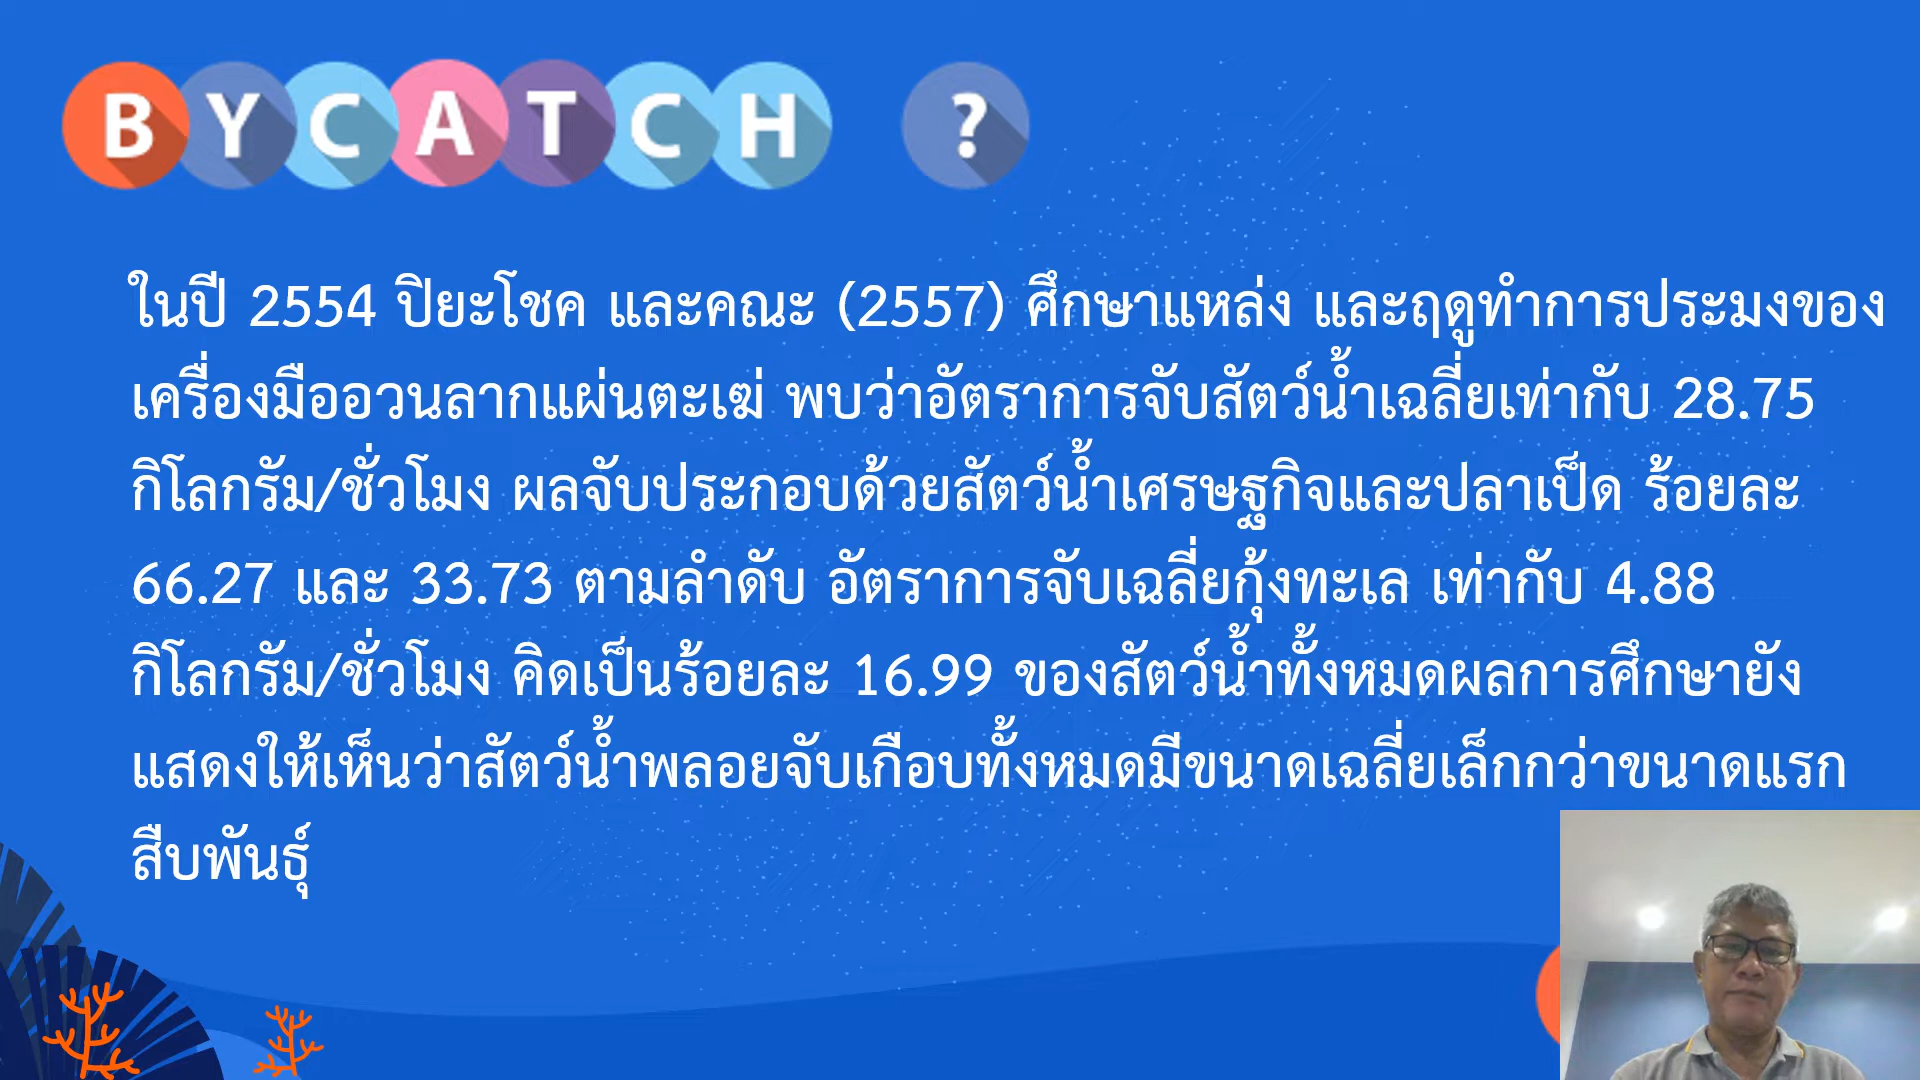 BYCATCH ?
ในปี 2554 ปิยะโชค และคณะ (2557) ศึกษาแหล่ง และฤดูทำการประมงของ
เครื่องมืออวนลากแผ่นตะเฆ่ พบว่าอัตราการจับสัตว์น้ำเฉลี่ยเท่ากับ 28.75
กิโลกรัม/ชั่วโมง ผลจับประกอบด้วยสัตว์น้ำเศรษฐกิจและปลาเป็ด ร้อยละ
66.27 และ 33.73 ตามลำดับ อัตราการจับเฉลี่ยกุ้งทะเล เท่ากับ 4.88
กิโลกรัม/ชั่วโมง คิดเป็นร้อยละ 16.99 ของสัตว์น้ำทั้งหมดผลการศึกษายัง
แสดงให้เห็นว่าสัตว์น้ำพลอยจับเกือบทั้งหมดมีขนาดเฉลี่ยเล็กกว่าขนาดแรก
สืบพันธุ์